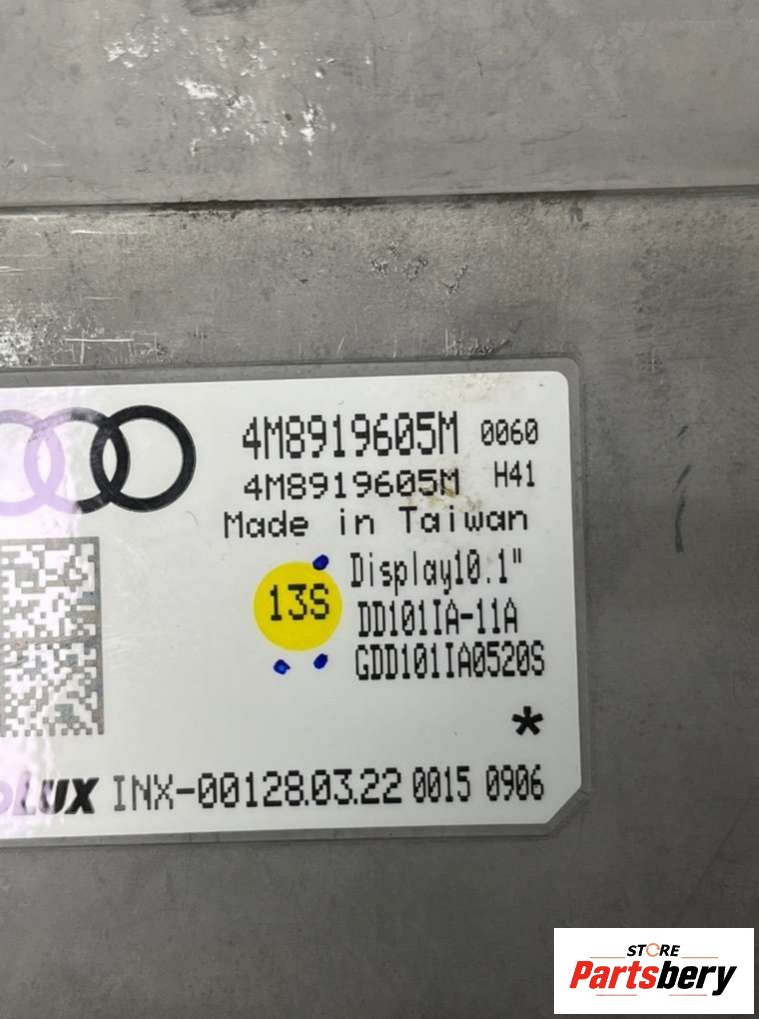 4M8919605M 0060
4M8919605M H41
Made in Taiwan
13S
Display10.1"
DD101IA-11A
GDD101IA0520S
*
oLUX INX-00128.03.22 0015 0906
STORE
Partsbery